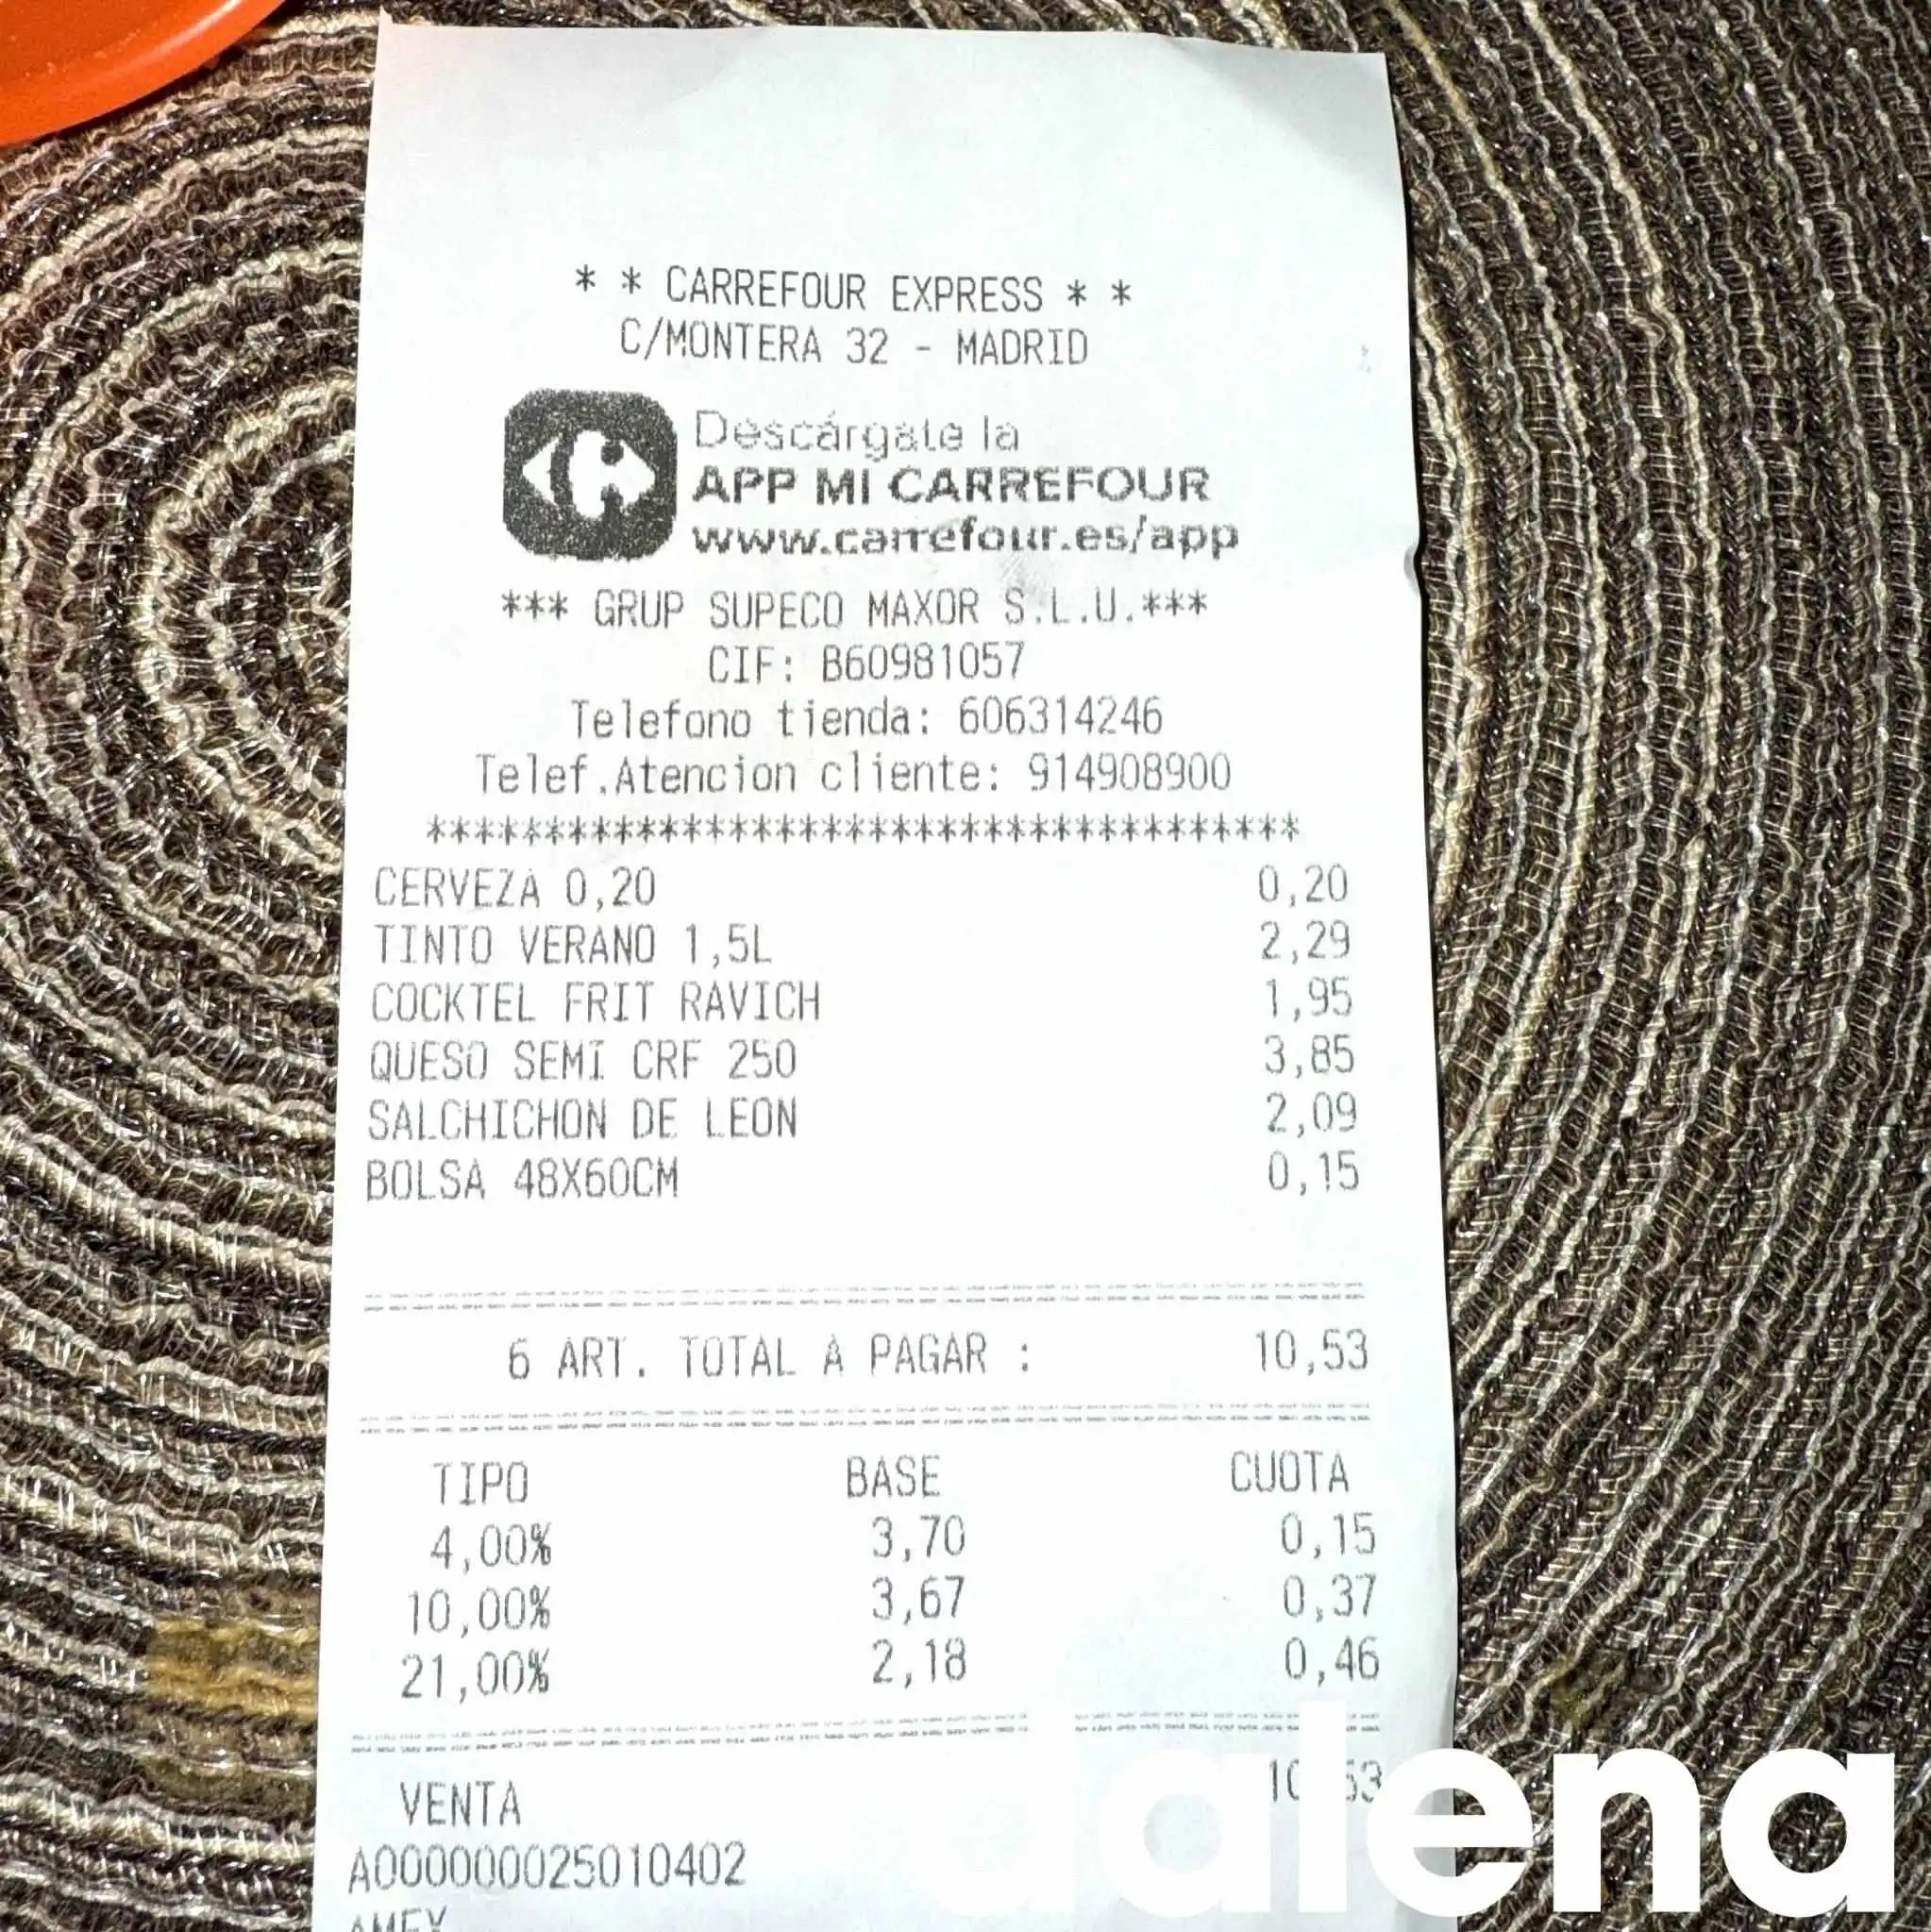 * * CARREFOUR EXPRESS * *
C/MONTERA 32 - MADRID
Descárgate la
APP MI CARREFOUR
www.carrefour.es/app
*** GRUP SUPECO MAXOR S.L.U.***
CIF: B60981057
Telefono tienda: 606314246
Telef.Atencion cliente: 914908900
*************************************
CERVEZA 0,20 0,20
TINTO VERANO 1,5L 2,29
COCKTEL FRIT RAVICH 1,95
QUESO SEMI CRF 250 3,85
SALCHICHON DE LEON 2,09
BOLSA 48X60CM 0,15
6 ART. TOTAL A PAGAR : 10,53
TIPO BASE CUOTA
4,00% 3,70 0,15
10,00% 3,67 0,37
21,00% 2,18 0,46
VENTA
A000000025010402
AMEX
dalena